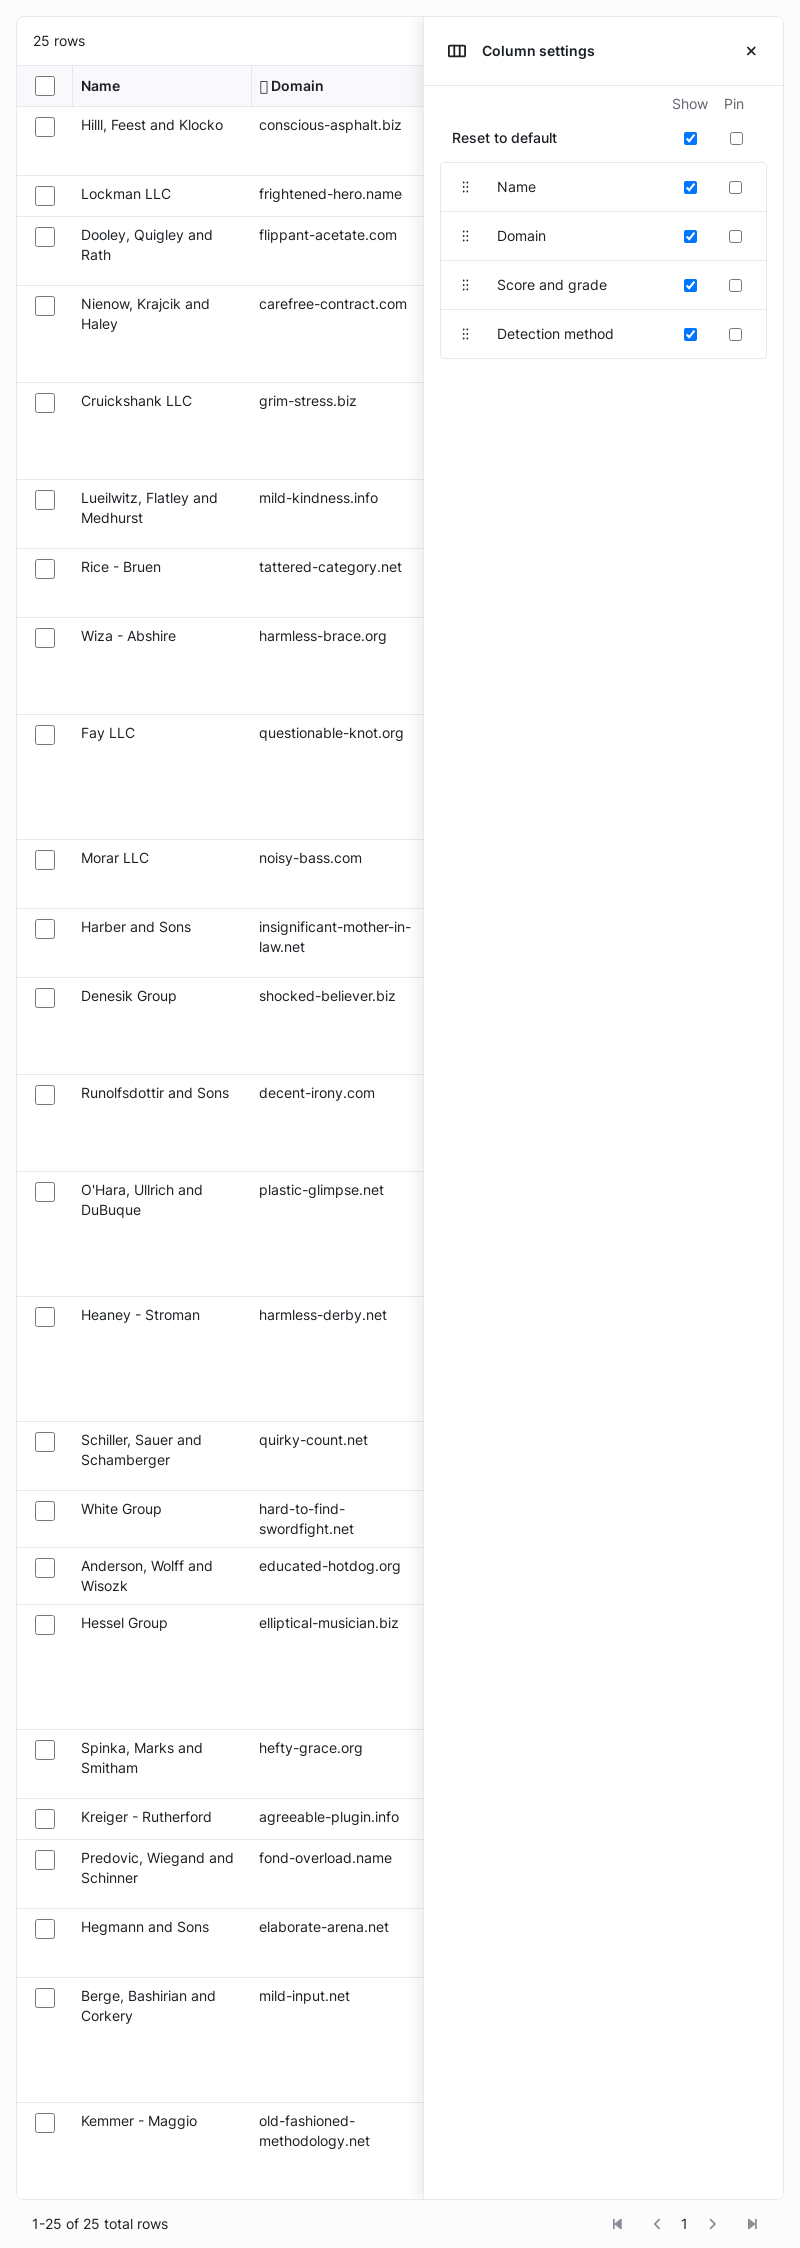 25 rows
Column settings
Show Pin
Reset to default
Name
Domain
Score and grade
Detection method
Name Domain
Hilll, Feest and Klocko conscious-asphalt.biz
Lockman LLC frightened-hero.name
Dooley, Quigley and flippant-acetate.com
Rath
Nienow, Krajcik and carefree-contract.com
Haley
Cruickshank LLC grim-stress.biz
Lueilwitz, Flatley and mild-kindness.info
Medhurst
Rice - Bruen tattered-category.net
Wiza - Abshire harmless-brace.org
Fay LLC questionable-knot.org
Morar LLC noisy-bass.com
Harber and Sons insignificant-mother-in-
law.net
Denesik Group shocked-believer.biz
Runolfsdottir and Sons decent-irony.com
O'Hara, Ullrich and plastic-glimpse.net
DuBuque
Heaney - Stroman harmless-derby.net
Schiller, Sauer and quirky-count.net
Schamberger
White Group hard-to-find-
swordfight.net
Anderson, Wolff and educated-hotdog.org
Wisozk
Hessel Group elliptical-musician.biz
Spinka, Marks and hefty-grace.org
Smitham
Kreiger - Rutherford agreeable-plugin.info
Predovic, Wiegand and fond-overload.name
Schinner
Hegmann and Sons elaborate-arena.net
Berge, Bashirian and mild-input.net
Corkery
Kemmer - Maggio old-fashioned-
methodology.net
1-25 of 25 total rows 1